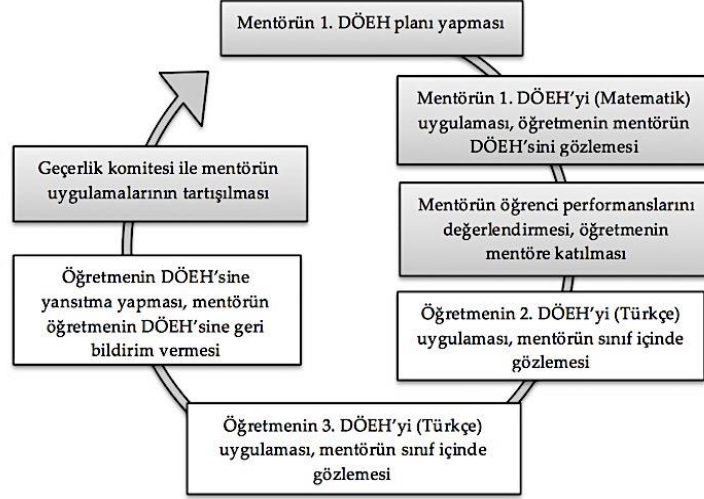 Mentörün 1. DÖEH planı yapması
Mentörün 1. DÖEH'yi (Matematik)
uygulaması, öğretmenin mentörün
DÖEH'sini gözlemesi
Mentörün öğrenci performanslarını
değerlendirmesi, öğretmenin
mentöre katılması
Öğretmenin 2. DÖEH'yi (Türkçe)
uygulaması, mentörün sınıf içinde
gözlemesi
Öğretmenin 3. DÖEH'yi (Türkçe)
uygulaması, mentörün sınıf içinde
gözlemesi
Öğretmenin DÖEH'sine
yansıtma yapması, mentörün
öğretmenin DÖEH'sine geri
bildirim vermesi
Geçerlik komitesi ile mentörün
uygulamalarının tartışılması